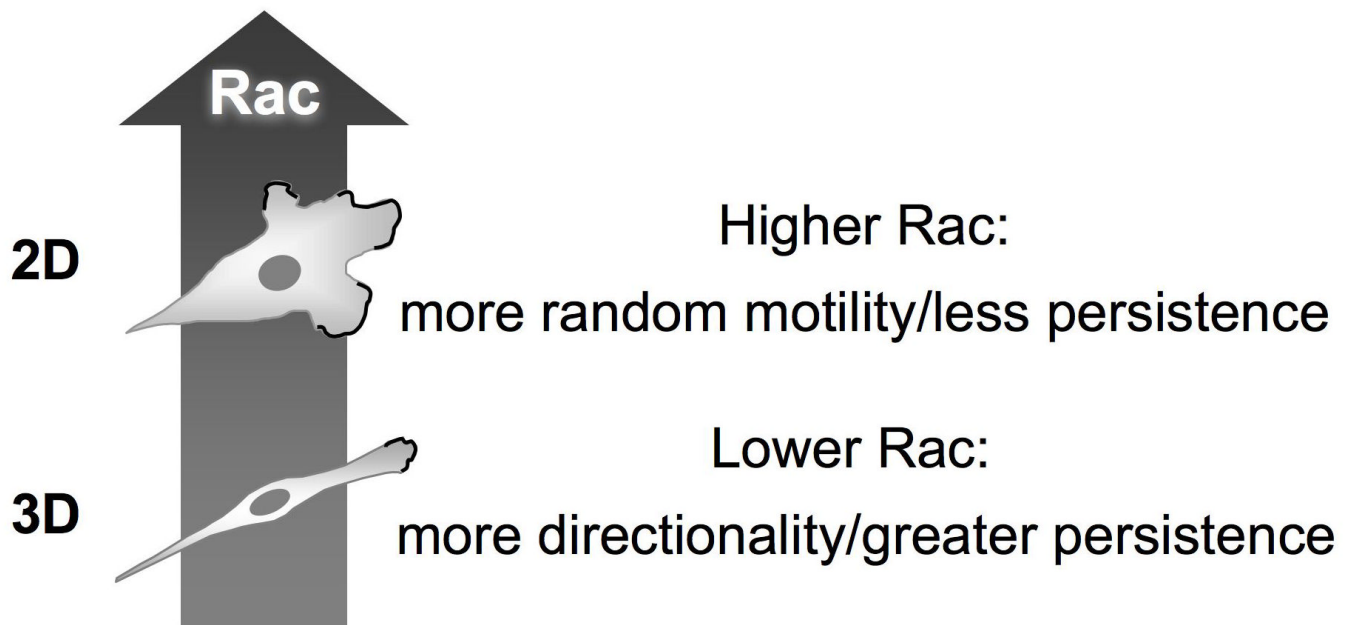 Rac
2D
Higher Rac:
more random motility/less persistence
3D
Lower Rac:
more directionality/greater persistence